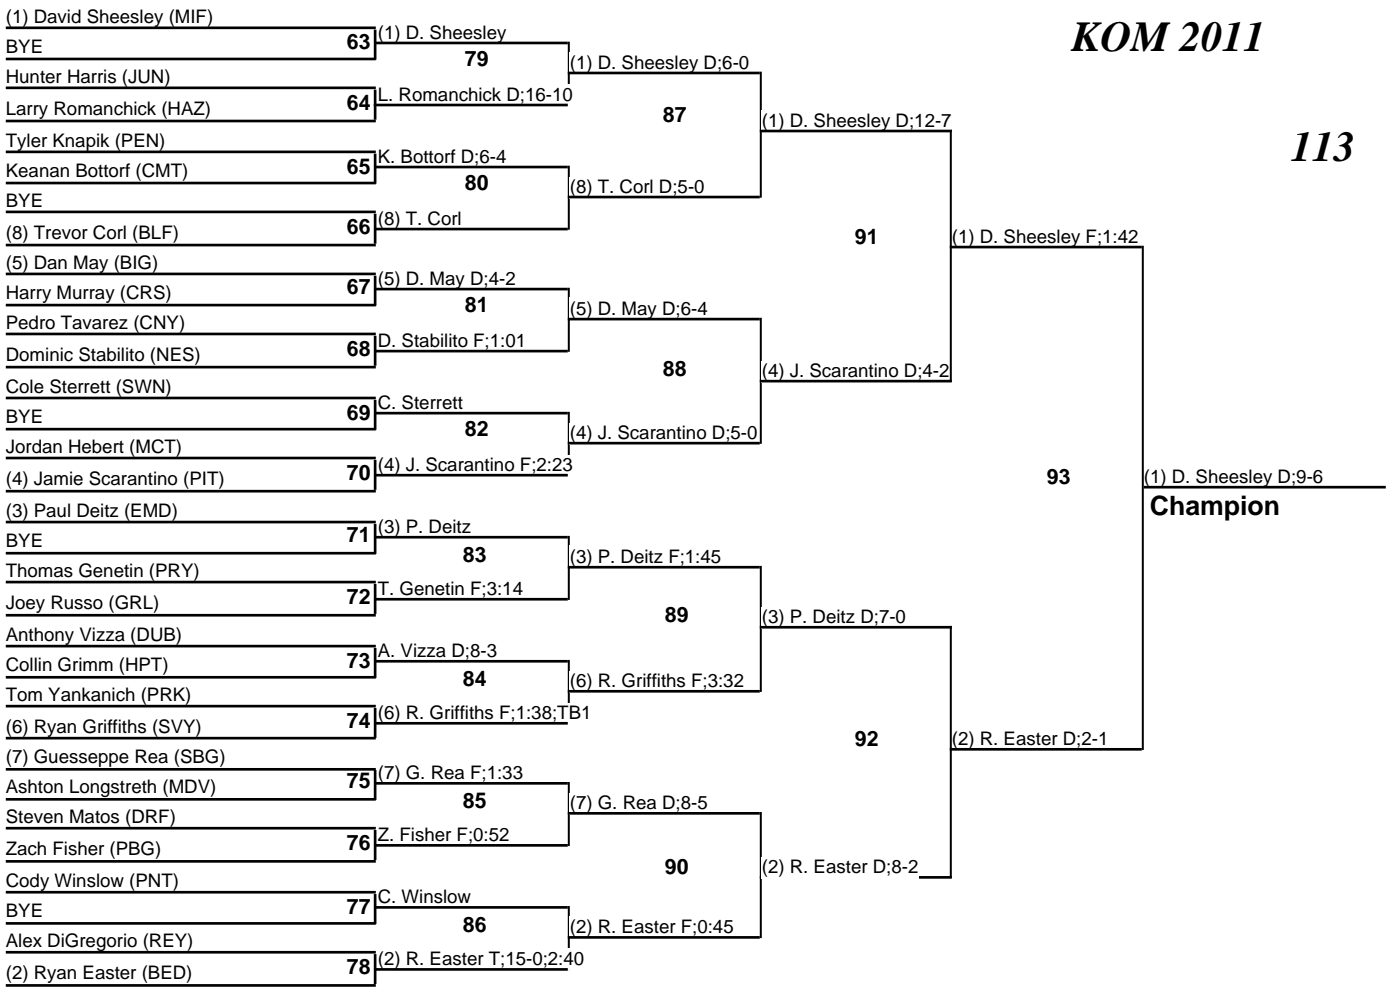 KOM 2011
113
(1) David Sheesley (MIF)
BYE
Hunter Harris (JUN)
Larry Romanchick (HAZ)
Tyler Knapik (PEN)
Keanan Bottorf (CMT)
BYE
(8) Trevor Corl (BLF)
(5) Dan May (BIG)
Harry Murray (CRS)
Pedro Tavarez (CNY)
Dominic Stabilito (NES)
Cole Sterrett (SWN)
BYE
Jordan Hebert (MCT)
(4) Jamie Scarantino (PIT)
(3) Paul Deitz (EMD)
BYE
Thomas Genetin (PRY)
Joey Russo (GRL)
Anthony Vizza (DUB)
Collin Grimm (HPT)
Tom Yankanich (PRK)
(6) Ryan Griffiths (SVY)
(7) Guesseppe Rea (SBG)
Ashton Longstreth (MDV)
Steven Matos (DRF)
Zach Fisher (PBG)
Cody Winslow (PNT)
BYE
Alex DiGregorio (REY)
(2) Ryan Easter (BED)
63 (1) D. Sheesley
79
64 L. Romanchick D;16-10
65 K. Bottorf D;6-4
80
66 (8) T. Corl
67 (5) D. May D;4-2
81
68 D. Stabilito F;1:01
69 C. Sterrett
82
70 (4) J. Scarantino F;2:23
71 (3) P. Deitz
83
72 T. Genetin F;3:14
73 A. Vizza D;8-3
84
74 (6) R. Griffiths F;1:38;TB1
75 (7) G. Rea F;1:33
85
76 Z. Fisher F;0:52
77 C. Winslow
86
78 (2) R. Easter T;15-0;2:40
(1) D. Sheesley D;6-0
87
(8) T. Corl D;5-0
(5) D. May D;6-4
88
(4) J. Scarantino D;5-0
(3) P. Deitz F;1:45
89
(6) R. Griffiths F;3:32
(7) G. Rea D;8-5
90
(2) R. Easter F;0:45
(1) D. Sheesley D;12-7
91
(4) J. Scarantino D;4-2
(3) P. Deitz D;7-0
92
(2) R. Easter D;8-2
(1) D. Sheesley F;1:42
93
(2) R. Easter D;2-1
(1) D. Sheesley D;9-6
Champion